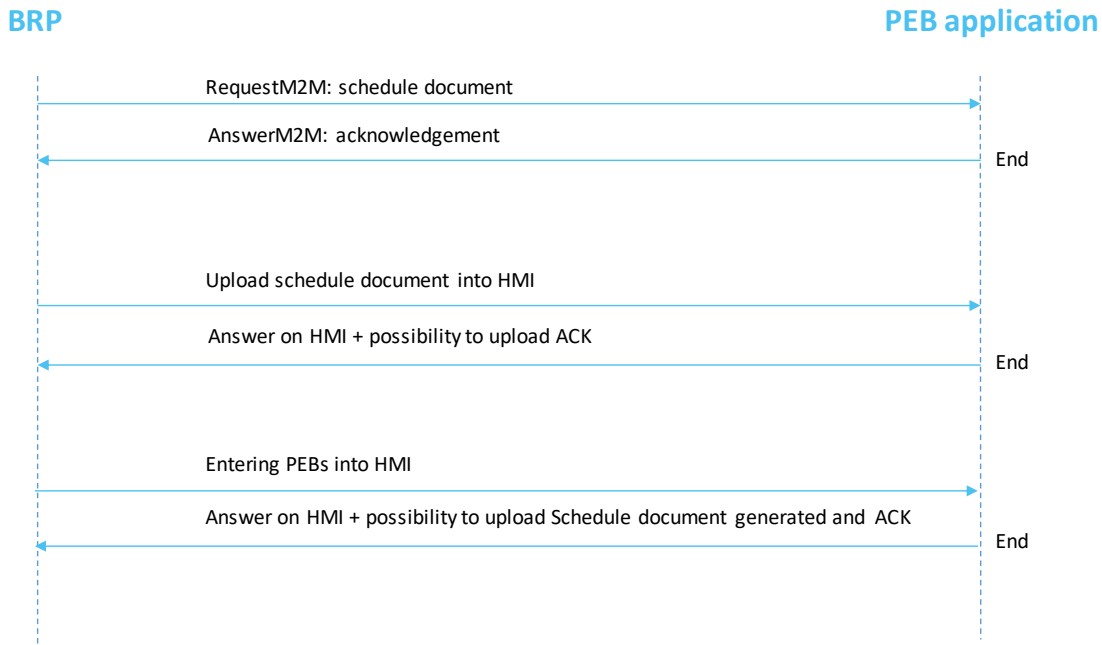 BRP
PEB application
RequestM2M: schedule document
AnswerM2M: acknowledgement
End
Upload schedule document into HMI
Answer on HMI + possibility to upload ACK
End
Entering PEBs into HMI
Answer on HMI + possibility to upload Schedule document generated and ACK
End